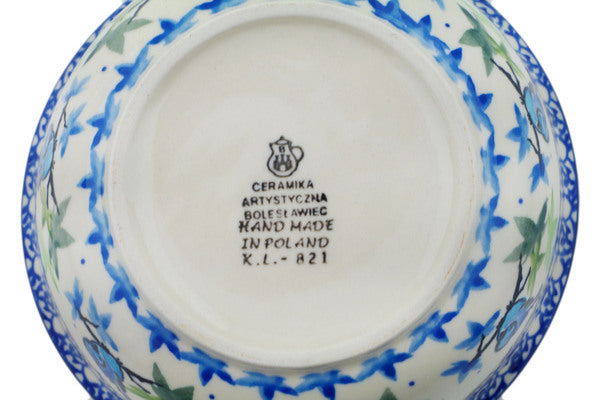 B
CERAMIKA
ARTYSTYCZNA
BOLESŁAWIEC
HAND MADE
IN POLAND
K.L.- 821